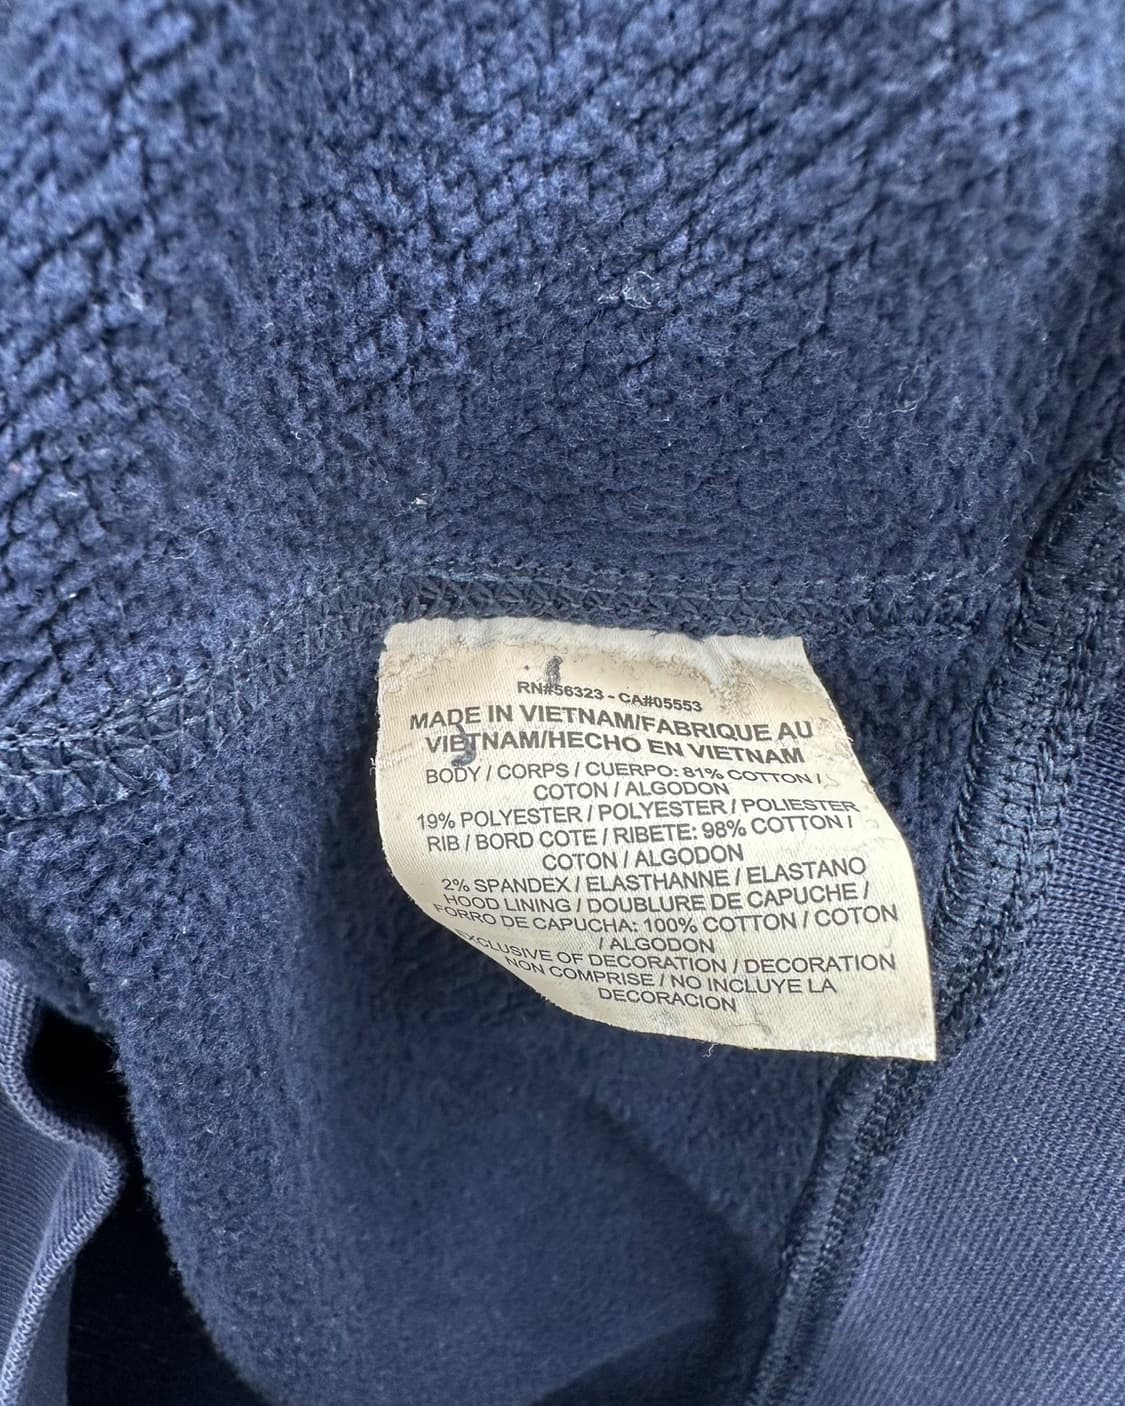 RN#56323 - CA#05553
MADE IN VIETNAM/FABRIQUE AU
VIETNAM/HECHO EN VIETNAM
BODY / CORPS / CUERPO: 81% COTTON /
COTON / ALGODON
19% POLYESTER / POLYESTER / POLIESTER
RIB / BORD COTE / RIBETE: 98% COTTON /
COTON / ALGODON
2% SPANDEX / ELASTHANNE / ELASTANO
HOOD LINING / DOUBLURE DE CAPUCHE /
FORRO DE CAPUCHA: 100% COTTON / COTON
/ ALGODON
EXCLUSIVE OF DECORATION / DECORATION
NON COMPRISE / NO INCLUYE LA
DECORACION